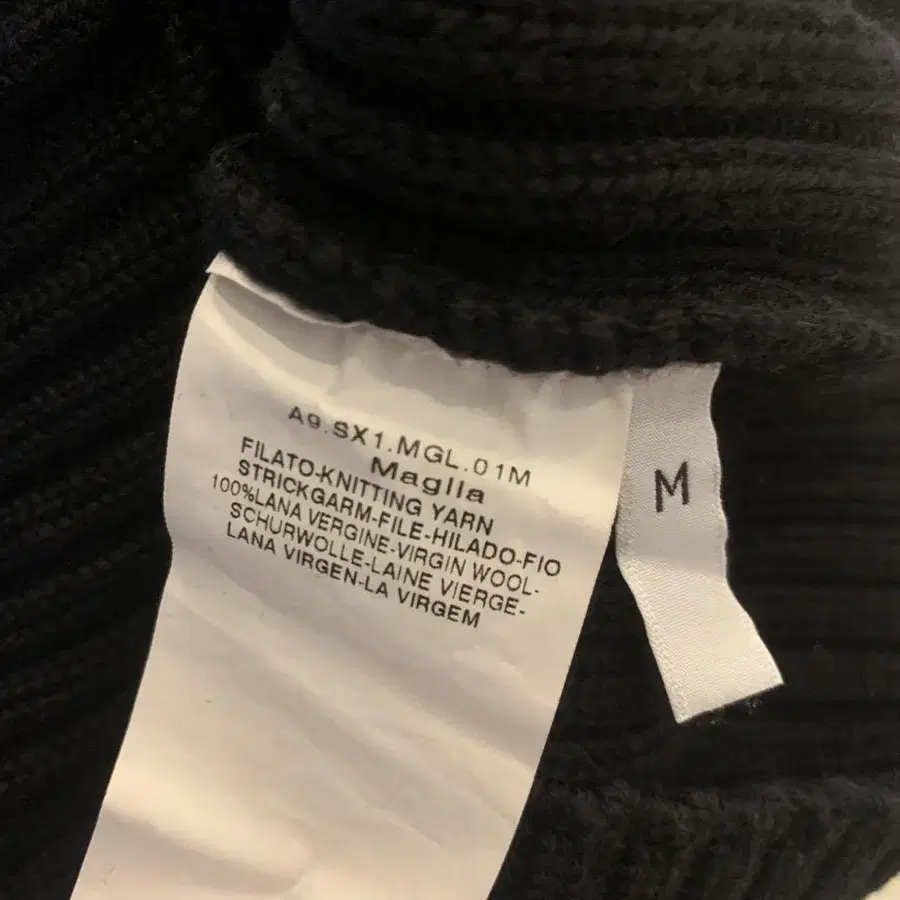 A9.SX1.MGL.01M
Maglia
FILATO-KNITTING YARN
STRICKGARM-FILE-HILADO-FIO
100%LANA VERGINE-VIRGIN WOOL-
SCHURWOLLE-LAINE VIERGE-
LANA VIRGEN-LA VIRGEM
M